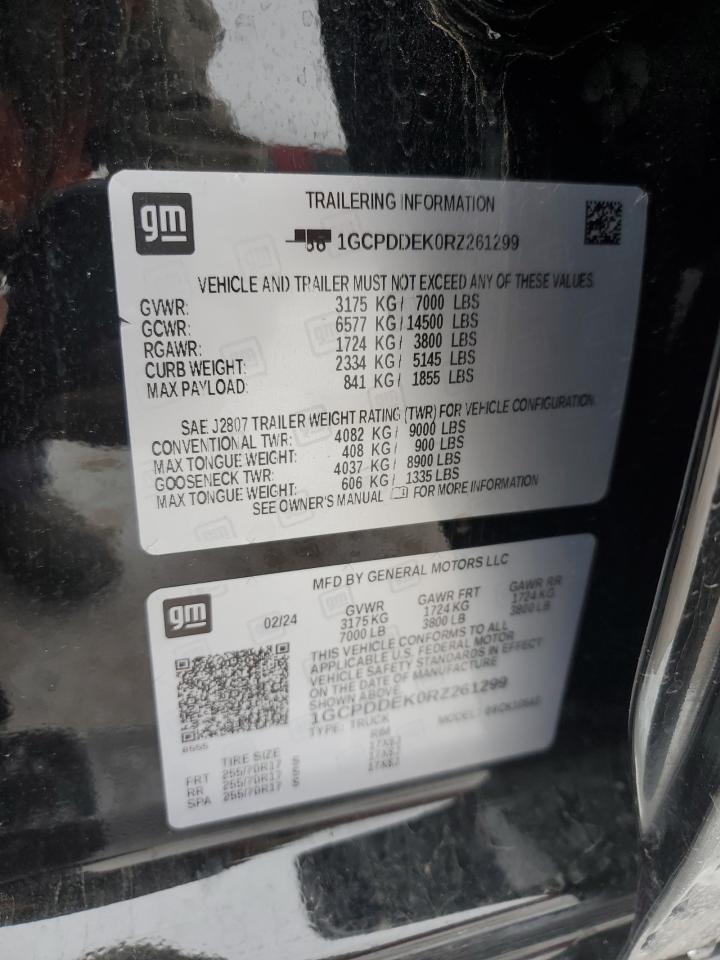 gm
TRAILERING INFORMATION
1GCPDDEK0RZ261299
VEHICLE AND TRAILER MUST NOT EXCEED ANY OF THESE VALUES.
GVWR: 3175 KG/ 7000 LBS
GCWR: 6577 KG/ 14500 LBS
RGAWR: 1724 KG/ 3800 LBS
CURB WEIGHT: 2334 KG/ 5145 LBS
MAX PAYLOAD: 841 KG/ 1855 LBS
SAE J2807 TRAILER WEIGHT RATING (TWR) FOR VEHICLE CONFIGURATION.
CONVENTIONAL TWR: 4082 KG/ 9000 LBS
MAX TONGUE WEIGHT: 408 KG/ 900 LBS
GOOSENECK TWR: 4037 KG/ 8900 LBS
MAX TONGUE WEIGHT: 606 KG/ 1335 LBS
SEE OWNER'S MANUAL FOR MORE INFORMATION
gm
MFD BY GENERAL MOTORS LLC
02/24 GVWR GAWR FRT GAWR RR
3175 KG 1724 KG 1724 KG
7000 LB 3800 LB 3800 LB
THIS VEHICLE CONFORMS TO ALL
APPLICABLE U.S. FEDERAL MOTOR
VEHICLE SAFETY STANDARDS IN EFFECT
ON THE DATE OF MANUFACTURE
SHOWN ABOVE.
1GCPDDEK0RZ261299
TYPE: TRUCK MODEL:
TIRE SIZE RIM
FRT 255/70R17 S
RR 255/70R17 S
SPA 255/70R17 S